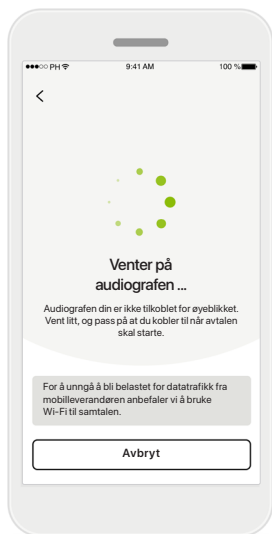 PH
9:41 AM
100 %
Venter på
audiografen ...
Audiografen din er ikke tilkoblet for øyeblikket.
Vent litt, og pass på at du kobler til når avtalen
skal starte.
For å unngå å bli belastet for datatrafikk fra
mobilleverandøren anbefaler vi å bruke
Wi-Fi til samtalen.
Avbryt